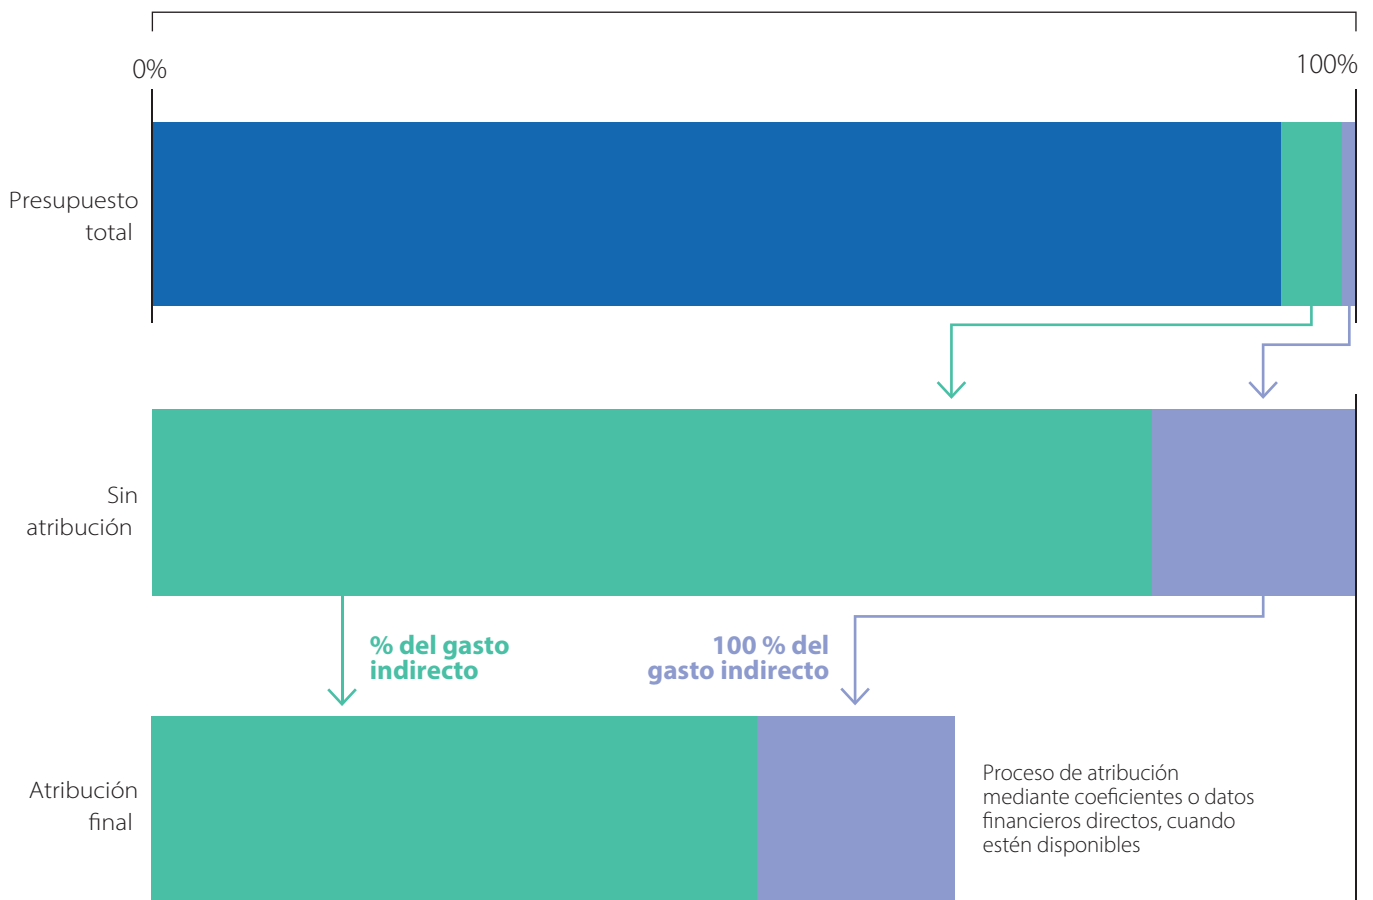 0%
100%
Presupuesto
total
Sin
atribución
% del gasto
indirecto
100 % del
gasto indirecto
Atribución
final
Proceso de atribución
mediante coeficientes o datos
financieros directos, cuando
estén disponibles